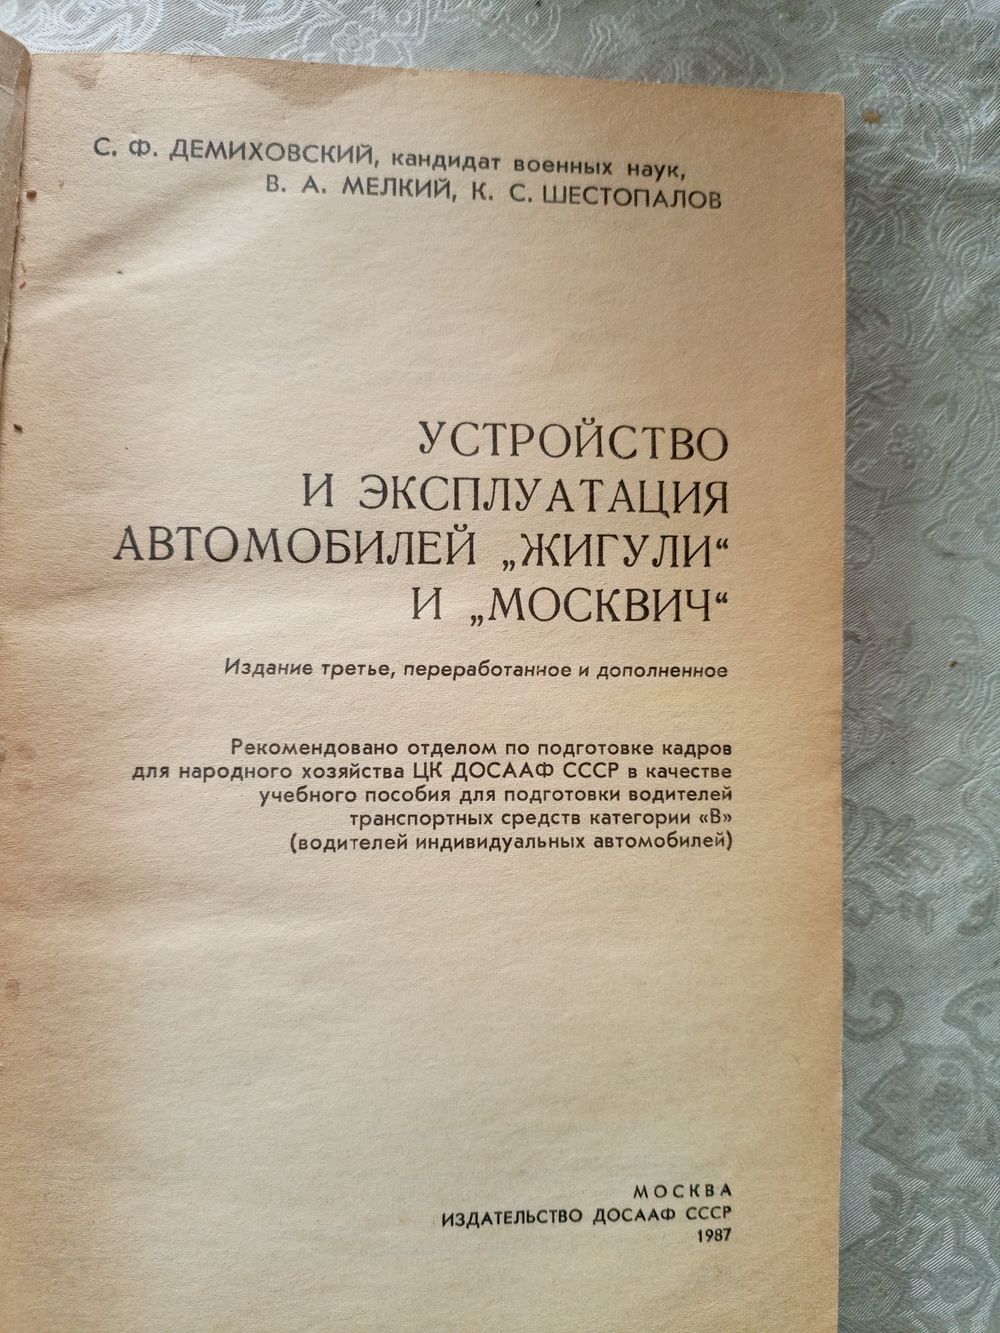 С. Ф. ДЕМИХОВСКИЙ, кандидат военных наук,
В. А. МЕЛКИЙ, К. С. ШЕСТОПАЛОВ
УСТРОЙСТВО
И ЭКСПЛУАТАЦИЯ
АВТОМОБИЛЕЙ „ЖИГУЛИ“
И „МОСКВИЧ“
Издание третье, переработанное и дополненное
Рекомендовано отделом по подготовке кадров
для народного хозяйства ЦК ДОСААФ СССР в качестве
учебного пособия для подготовки водителей
транспортных средств категории «В»
(водителей индивидуальных автомобилей)
МОСКВА
ИЗДАТЕЛЬСТВО ДОСААФ СССР
1987